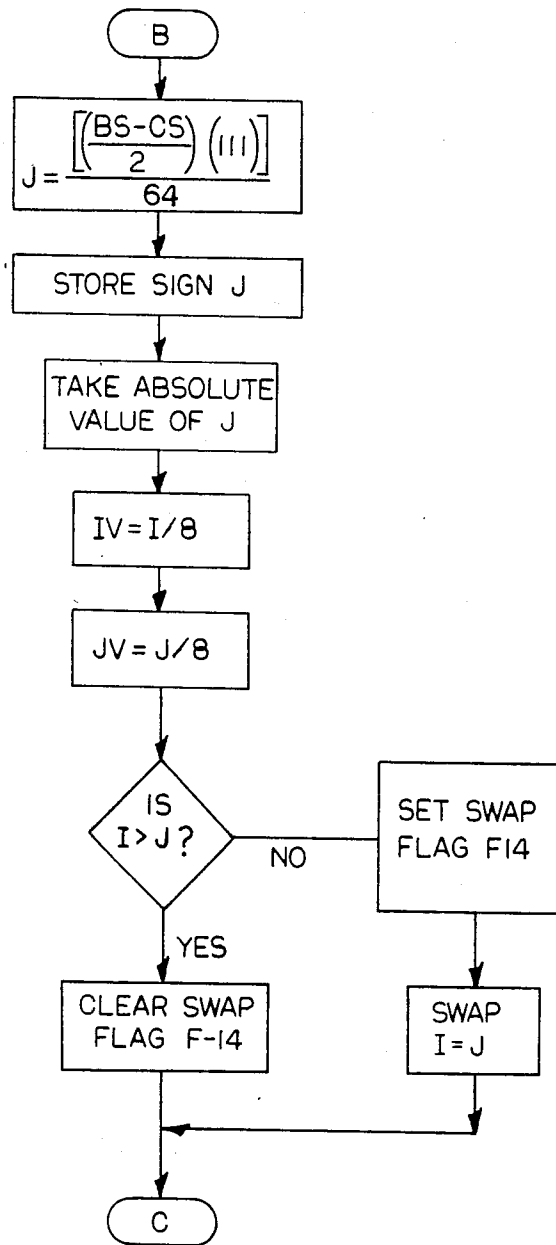 B
J = [((BS-CS)/2) (111)] / 64
STORE SIGN J
TAKE ABSOLUTE
VALUE OF J
IV = I/8
JV = J/8
IS
I > J ?
NO
SET SWAP
FLAG F14
YES
CLEAR SWAP
FLAG F-14
SWAP
I = J
C